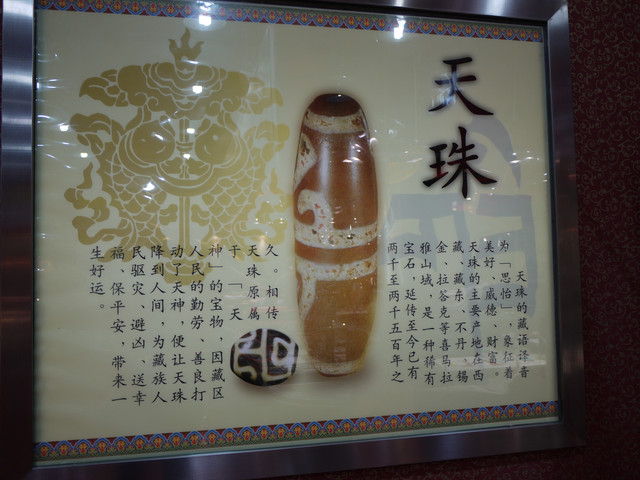 天珠
天珠的藏语译音
为「思怡」，象征着
美好，威德、财富。
天珠的主要产地在西
藏、藏东、不丹、锡
金、拉谷克等喜马拉
雅山城，是一种稀有
宝石，延传至今已有
两千至两千五百年之
久。相传
天珠原属
于「天
神」的宝物，因藏区
人民的勤劳、善良打
动了天神，便让天珠
降到人间，为藏族人
民驱灾、避凶、送幸
福、保平安，带来一
生好运。